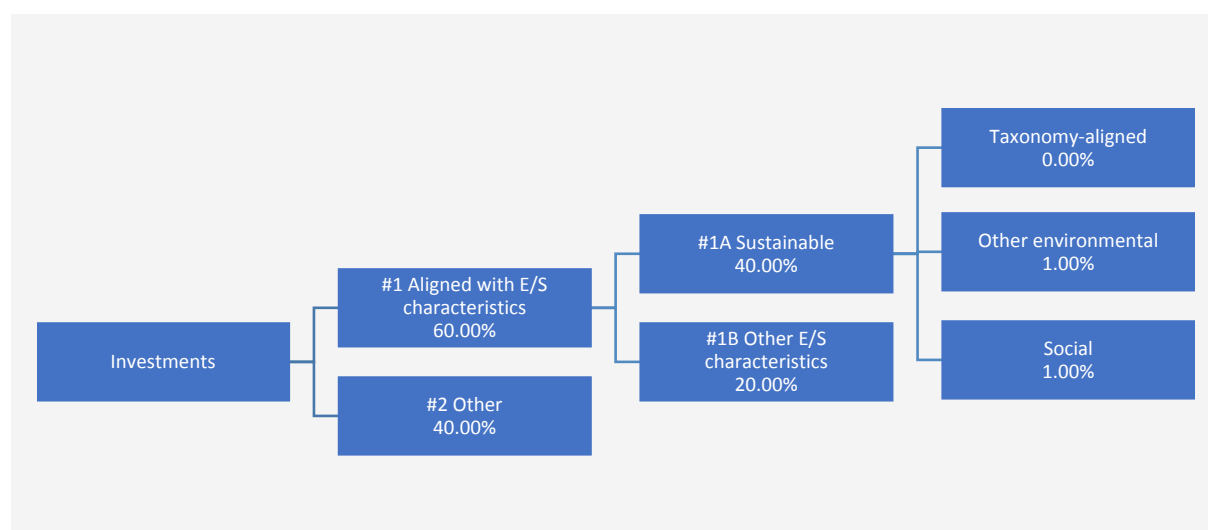 Investments
#1 Aligned with E/S
characteristics
60.00%
#2 Other
40.00%
#1A Sustainable
40.00%
#1B Other E/S
characteristics
20.00%
Taxonomy-aligned
0.00%
Other environmental
1.00%
Social
1.00%